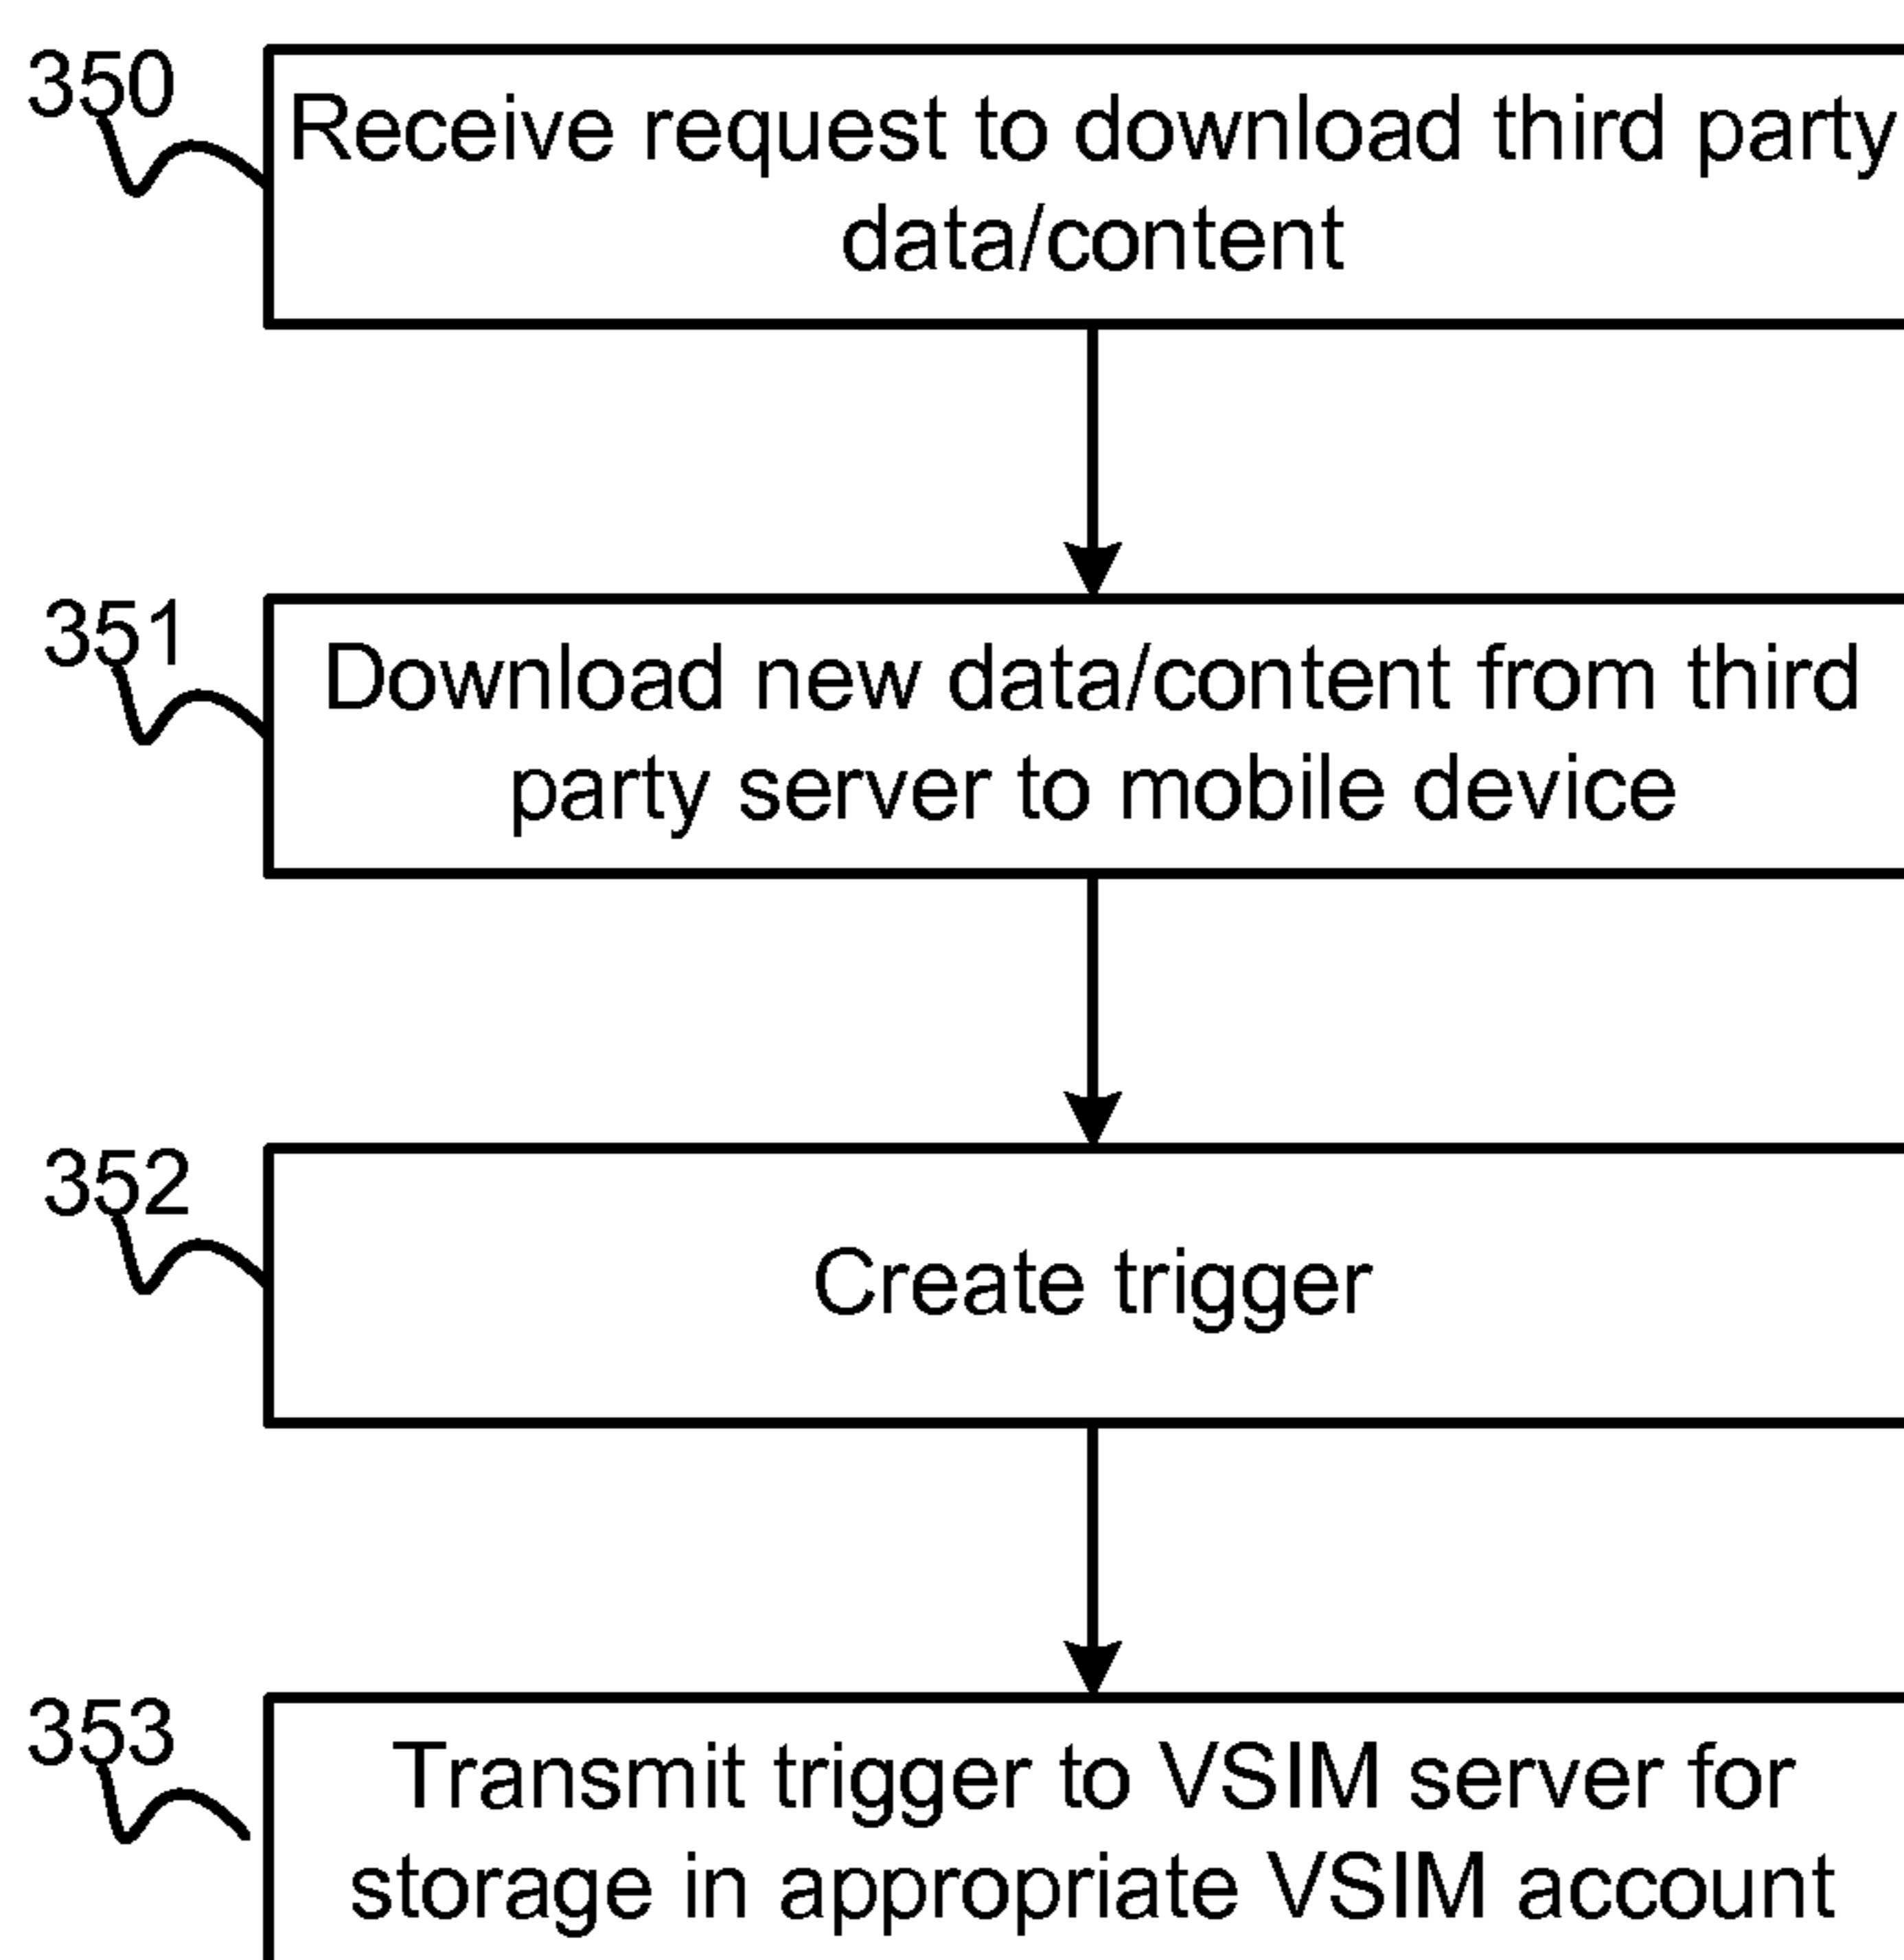 350
Receive request to download third party
data/content
351
Download new data/content from third
party server to mobile device
352
Create trigger
353
Transmit trigger to VSIM server for
storage in appropriate VSIM account